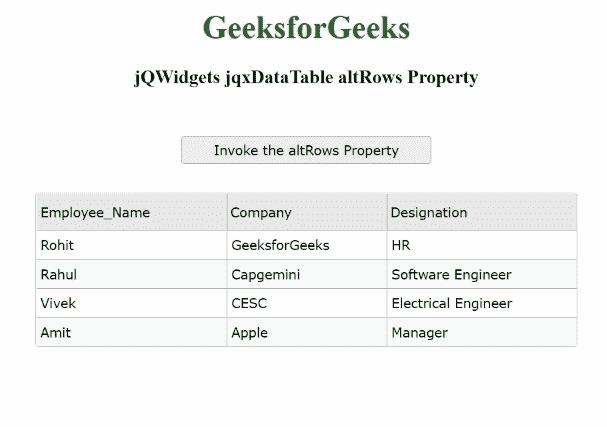 GeeksforGeeks
jQWidgets jqxDataTable altRows Property
Invoke the altRows Property
Employee_Name Company Designation
Rohit GeeksforGeeks HR
Rahul Capgemini Software Engineer
Vivek CESC Electrical Engineer
Amit Apple Manager